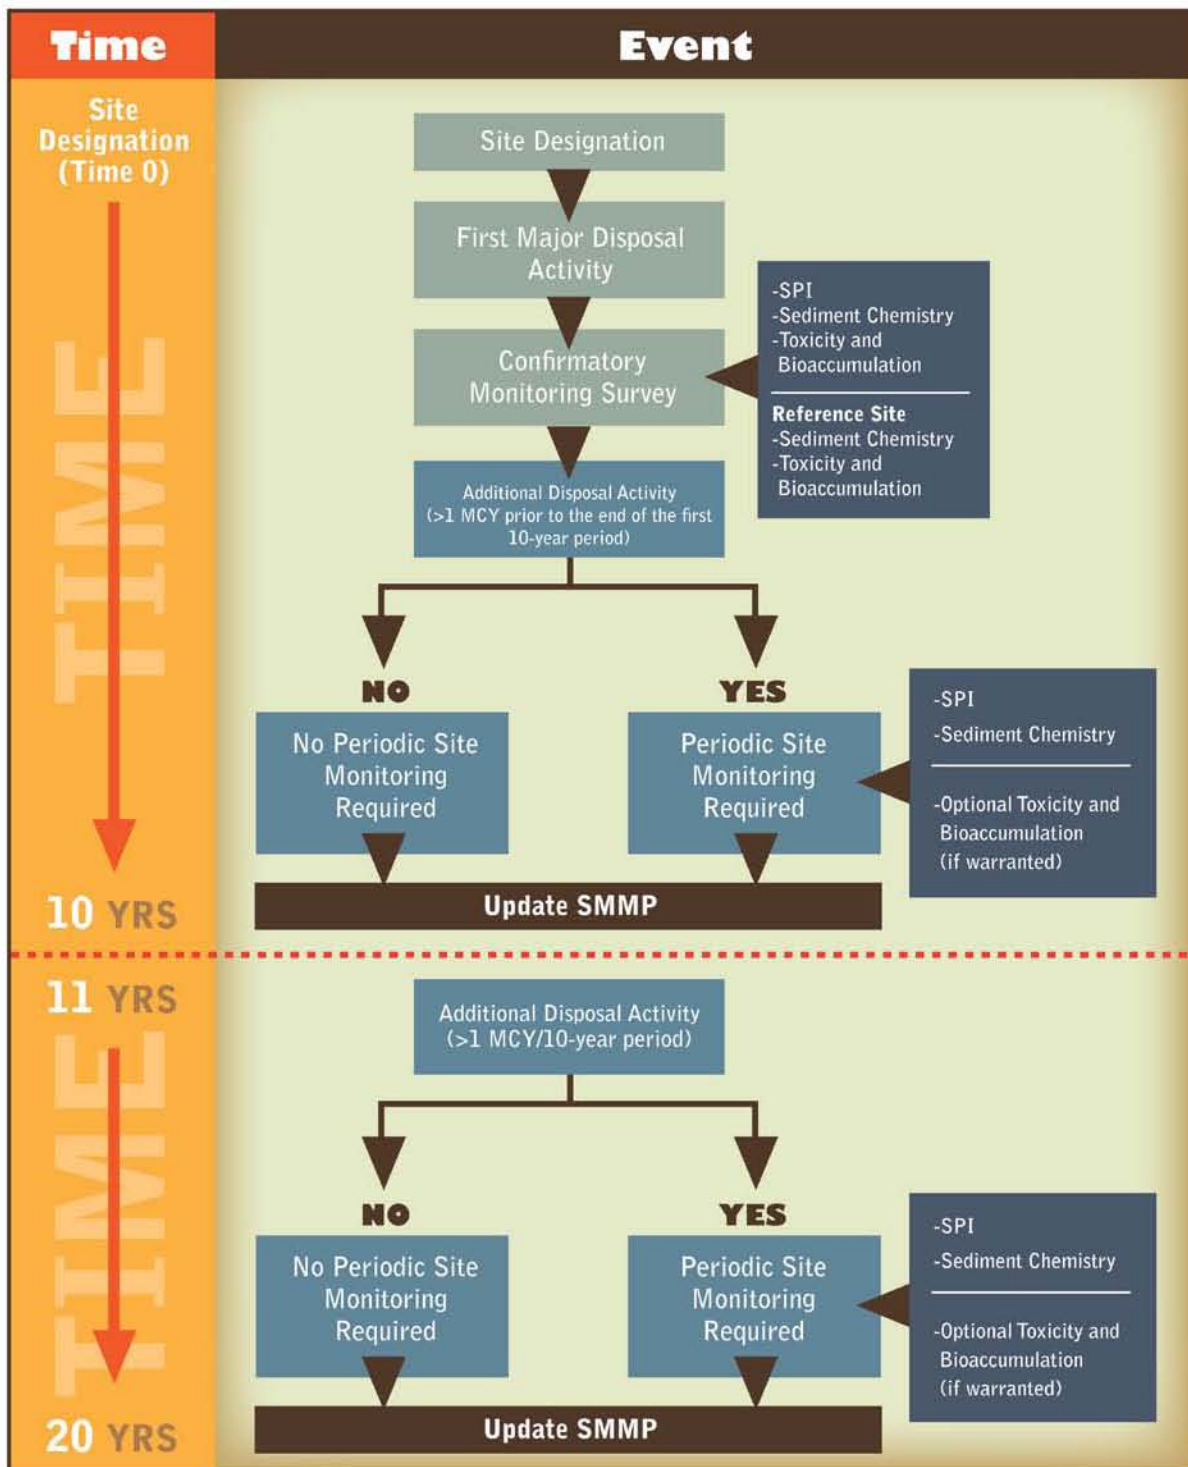 Time
Event
Site
Designation
(Time 0)
TIME
10 YRS
Site Designation
First Major Disposal
Activity
Confirmatory
Monitoring Survey
-SPI
-Sediment Chemistry
-Toxicity and
Bioaccumulation
Reference Site
-Sediment Chemistry
-Toxicity and
Bioaccumulation
Additional Disposal Activity
(>1 MCY prior to the end of the first
10-year period)
NO
YES
No Periodic Site
Monitoring
Required
Periodic Site
Monitoring
Required
-SPI
-Sediment Chemistry
-Optional Toxicity and
Bioaccumulation
(if warranted)
Update SMMP
11 YRS
TIME
20 YRS
Additional Disposal Activity
(>1 MCY/10-year period)
NO
YES
No Periodic Site
Monitoring
Required
Periodic Site
Monitoring
Required
-SPI
-Sediment Chemistry
-Optional Toxicity and
Bioaccumulation
(if warranted)
Update SMMP